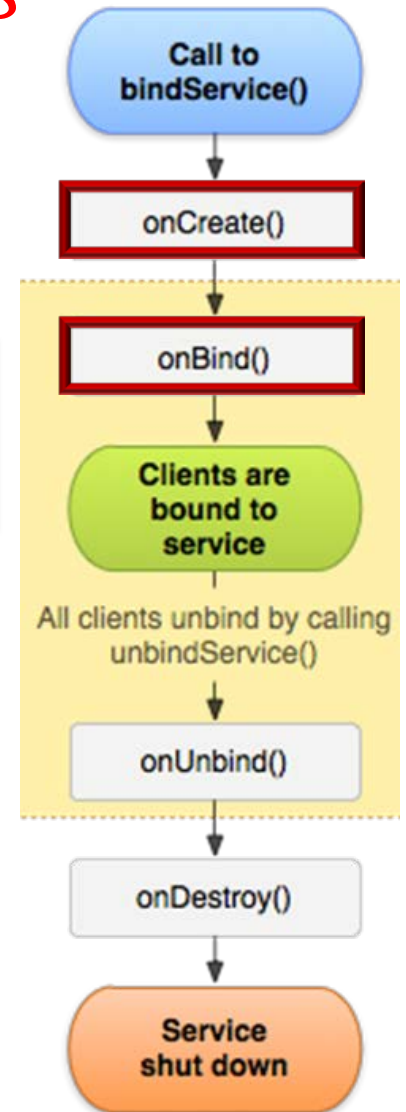 s
Call to
bindService()
onCreate()
onBind()
Clients are
bound to
service
All clients unbind by calling
unbindService()
onUnbind()
onDestroy()
Service
shut down